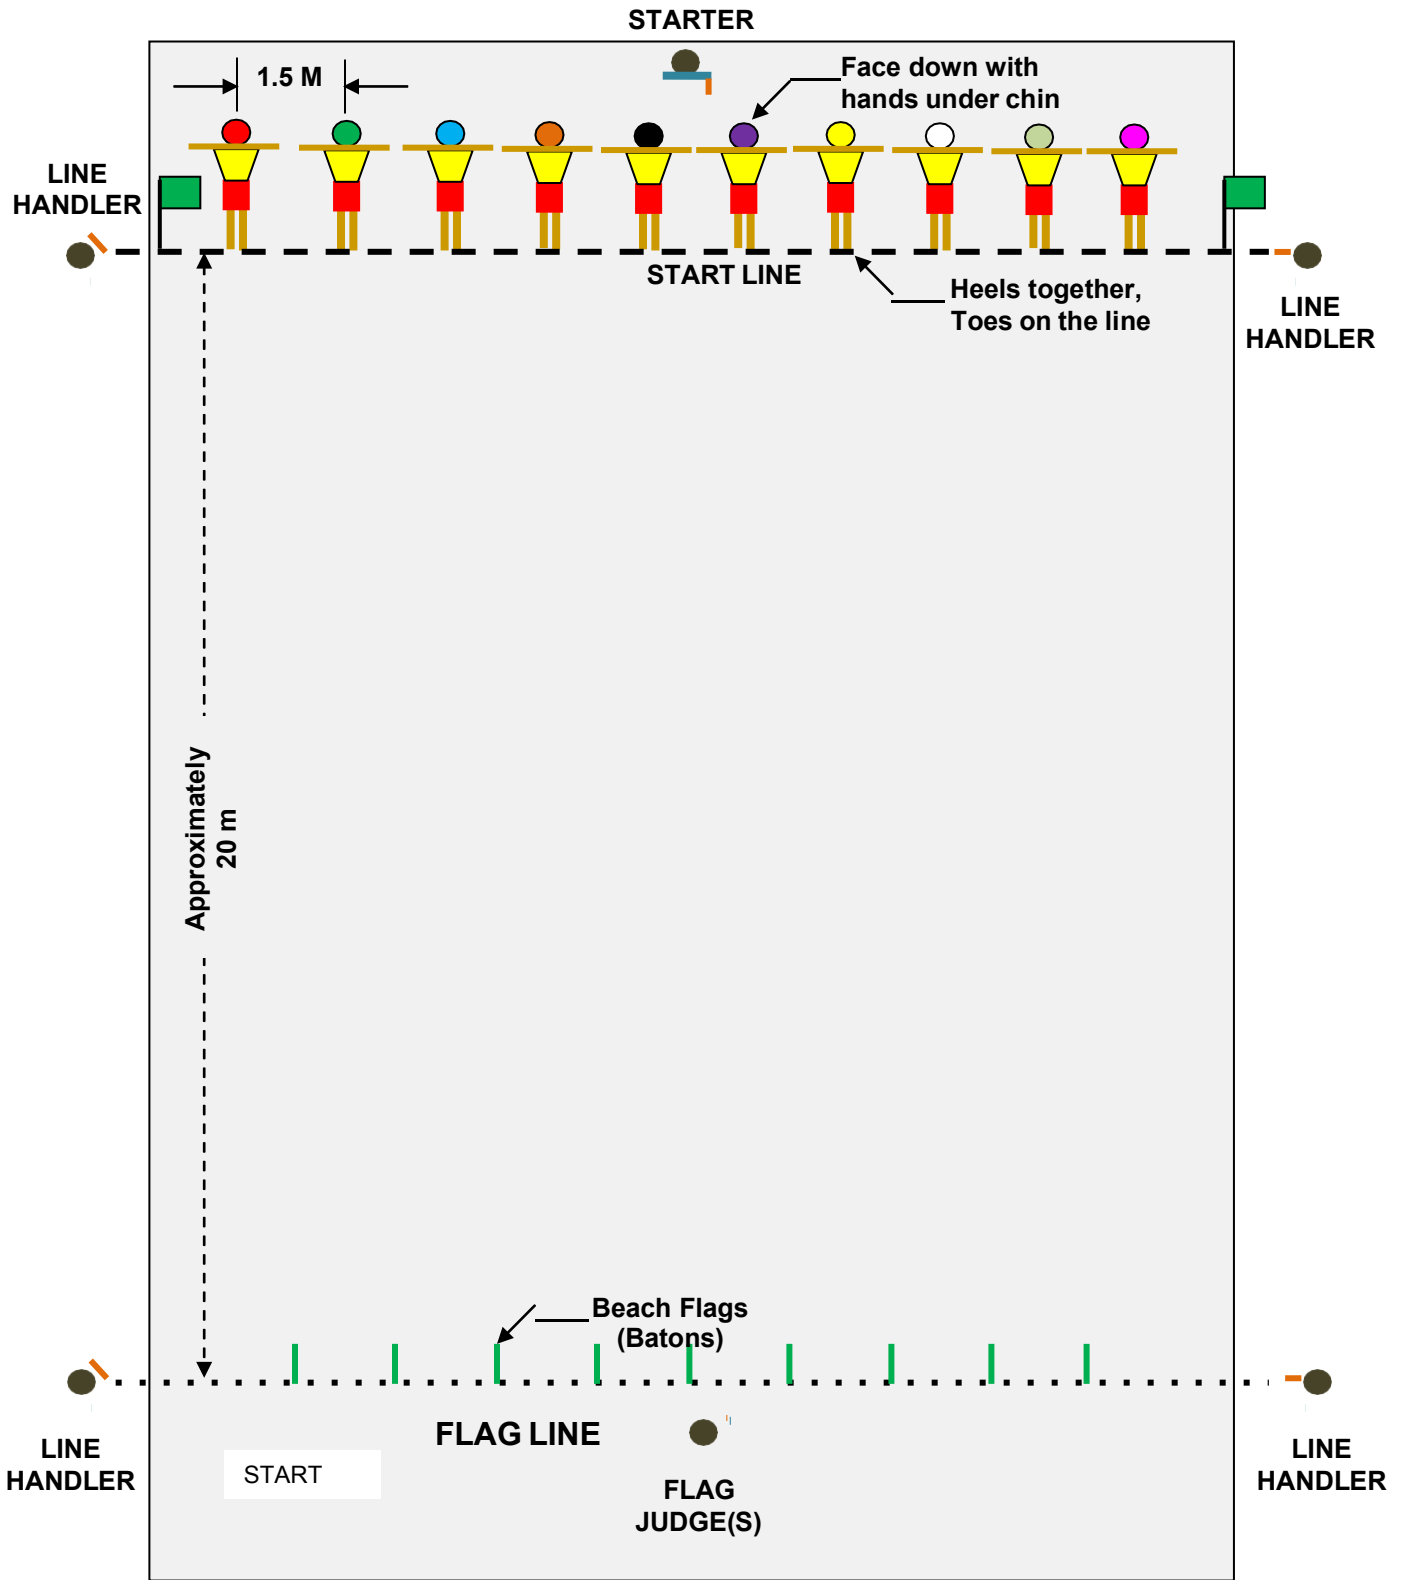 STARTER
1.5 M
Face down with
hands under chin
LINE
HANDLER
START LINE
Heels together,
Toes on the line
LINE
HANDLER
Approximately
20 m
Beach Flags
(Batons)
FLAG LINE
START
FLAG
JUDGE(S)
LINE
HANDLER
LINE
HANDLER